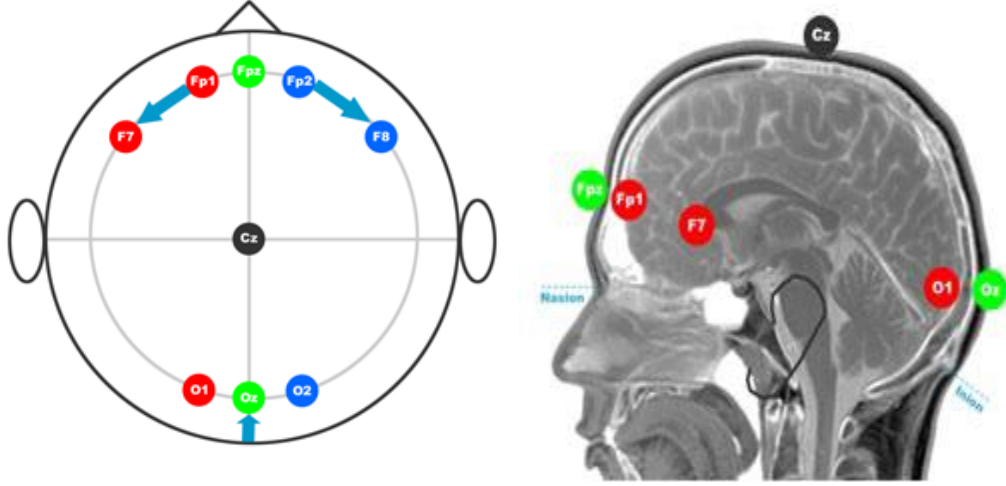 Fp1
Fpz
Fp2
F7
F8
Cz
O1
Oz
O2
Cz
Fpz
Fp1
F7
O1
Oz
Nasion
Inion